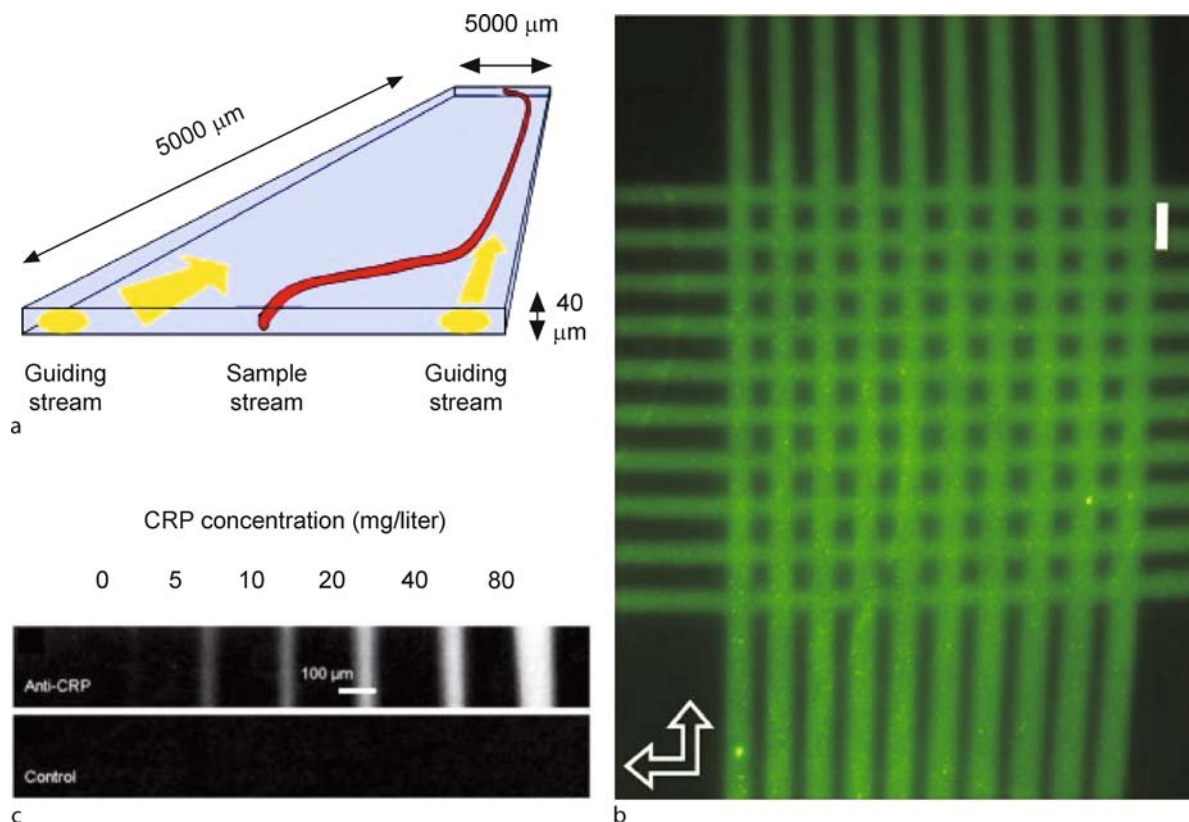 5000 μm
5000 μm
40
μm
Guiding
stream
Sample
stream
Guiding
stream
a
CRP concentration (mg/liter)
0 5 10 20 40 80
100 μm
Anti-CRP
Control
c
b